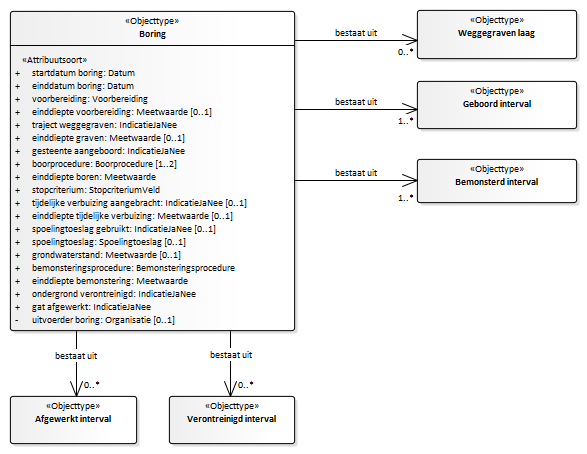 «Objecttype»
Boring
«Attribuutsoort»
+ startdatum boring: Datum
+ einddatum boring: Datum
+ voorbereiding: Voorbereiding
+ einddiepte voorbereiding: Meetwaarde [0..1]
+ traject weggegraven: IndicatieJaNee
+ einddiepte graven: Meetwaarde [0..1]
+ gesteente aangeboord: IndicatieJaNee
+ boorprocedure: Boorprocedure [1..2]
+ einddiepte boren: Meetwaarde
+ stopcriterium: StopcriteriumVeld
+ tijdelijke verbuizing aangebracht: IndicatieJaNee [0..1]
+ einddiepte tijdelijke verbuizing: Meetwaarde [0..1]
+ spoelingtoeslag gebruikt: IndicatieJaNee [0..1]
+ spoelingtoeslag: Spoelingtoeslag [0..1]
+ grondwaterstand: Meetwaarde [0..1]
+ bemonsteringsprocedure: Bemonsteringsprocedure
+ einddiepte bemonstering: Meetwaarde
+ ondergrond verontreinigd: IndicatieJaNee
+ gat afgewerkt: IndicatieJaNee
- uitvoerder boring: Organisatie [0..1]
bestaat uit
0..*
«Objecttype»
Weggegraven laag
bestaat uit
1..*
«Objecttype»
Geboord interval
bestaat uit
1..*
«Objecttype»
Bemonsterd interval
bestaat uit
0..*
«Objecttype»
Afgewerkt interval
bestaat uit
0..*
«Objecttype»
Verontreinigd interval